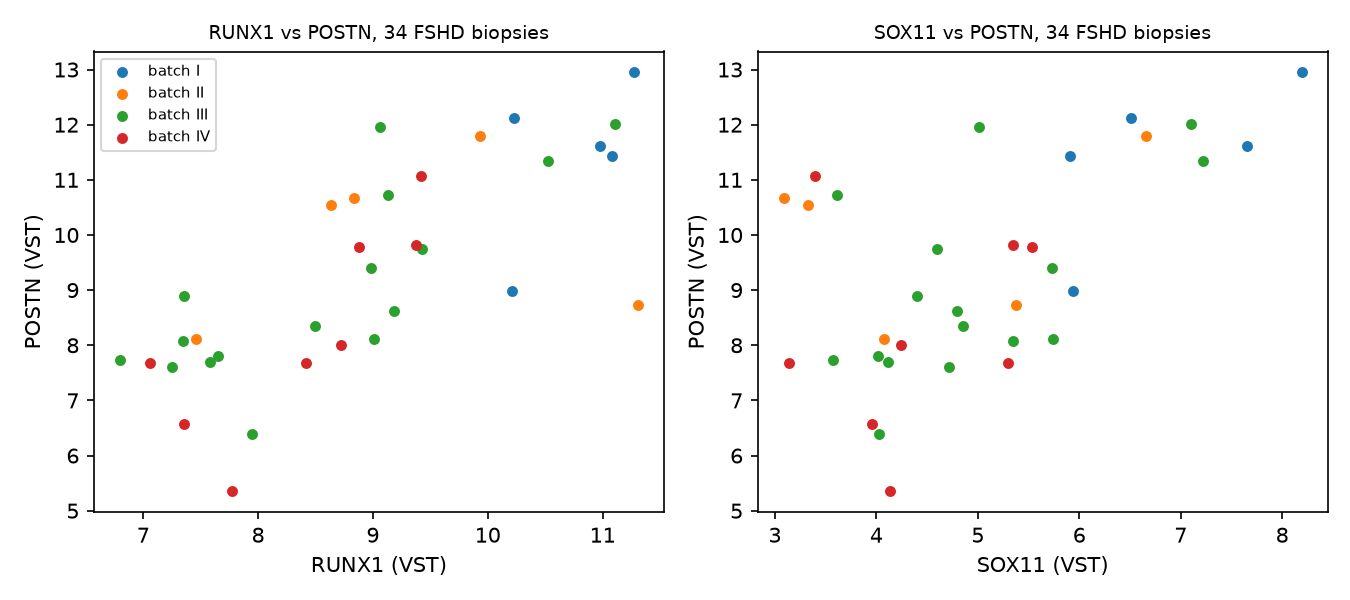 RUNX1 vs POSTN, 34 FSHD biopsies
POSTN (VST)
13
12
11
10
9
8
7
6
5
batch I
batch II
batch III
batch IV
7
8
9
10
11
RUNX1 (VST)
SOX11 vs POSTN, 34 FSHD biopsies
POSTN (VST)
13
12
11
10
9
8
7
6
5
3
4
5
6
7
8
SOX11 (VST)